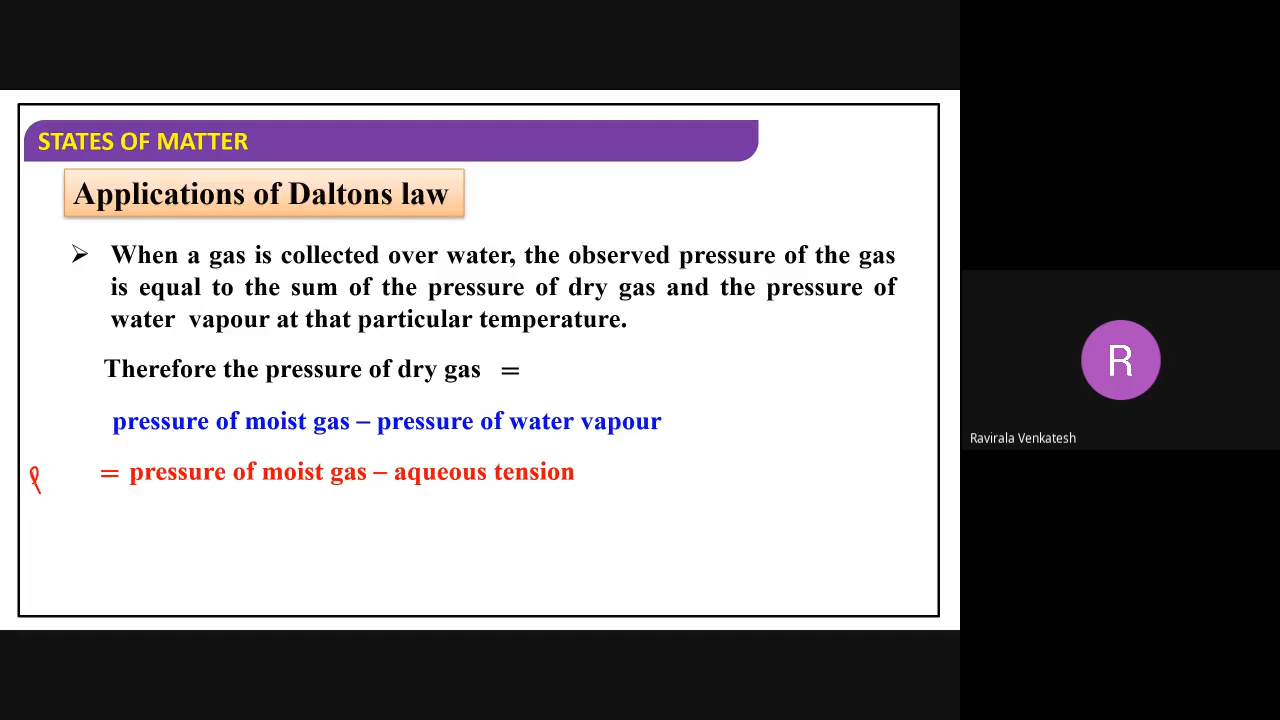 STATES OF MATTER
Applications of Daltons law
➢ When a gas is collected over water, the observed pressure of the gas
is equal to the sum of the pressure of dry gas and the pressure of
water vapour at that particular temperature.
Therefore the pressure of dry gas =
pressure of moist gas – pressure of water vapour
= pressure of moist gas – aqueous tension
R
Ravirala Venkatesh